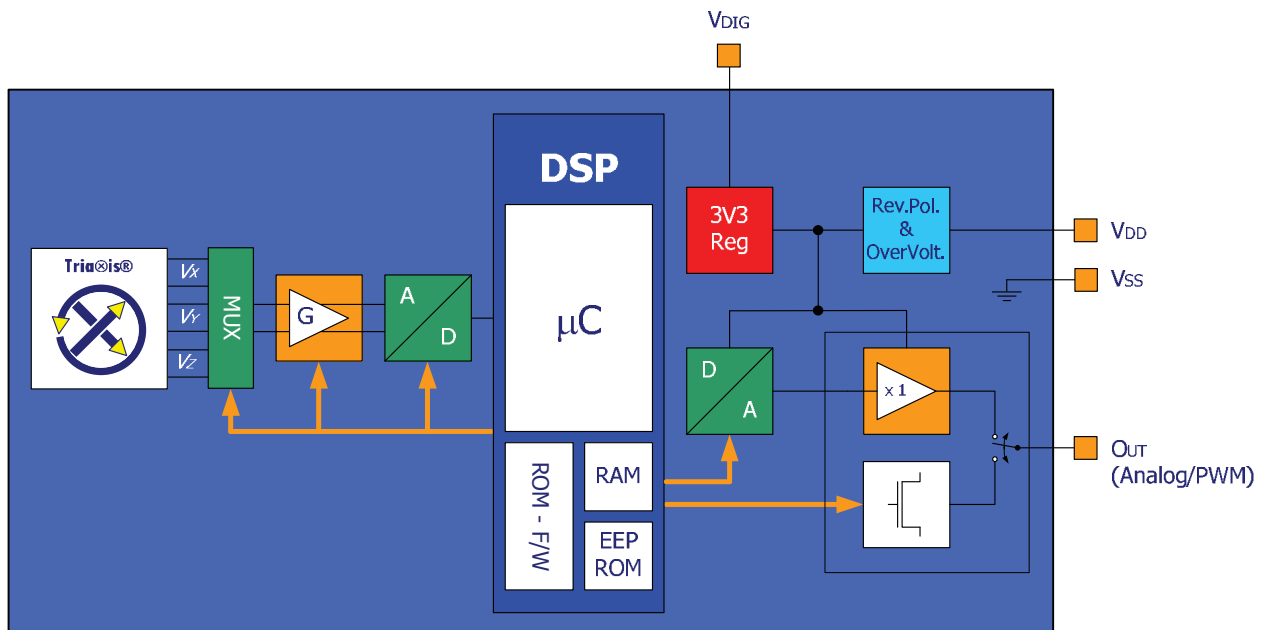 VDIG
DSP
3V3
Reg
Rev.Pol.
&
OverVolt.
VDD
VSS
Tria⊗is®
VX
VY
VZ
MUX
G
A
D
μC
D
A
x 1
OUT
(Analog/PWM)
ROM - F/W
RAM
EEP
ROM